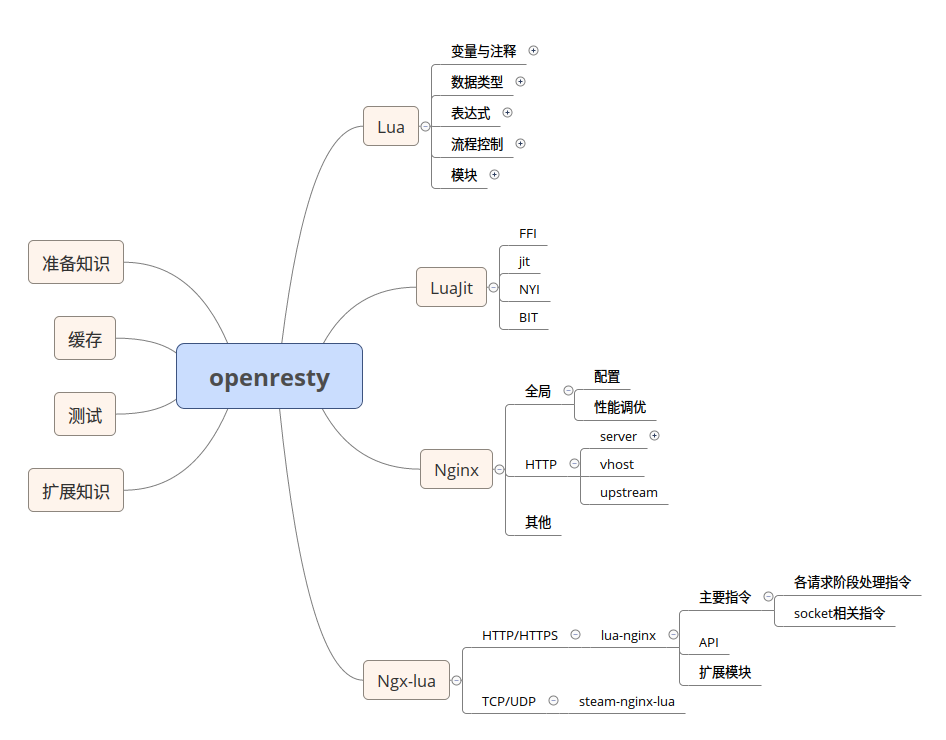 openresty
Lua
变量与注释
数据类型
表达式
流程控制
模块
LuaJit
FFI
jit
NYI
BIT
Nginx
全局
配置
性能调优
HTTP
server
vhost
upstream
其他
Ngx-lua
HTTP/HTTPS
lua-nginx
主要指令
各请求阶段处理指令
socket相关指令
API
扩展模块
TCP/UDP
steam-nginx-lua
准备知识
缓存
测试
扩展知识